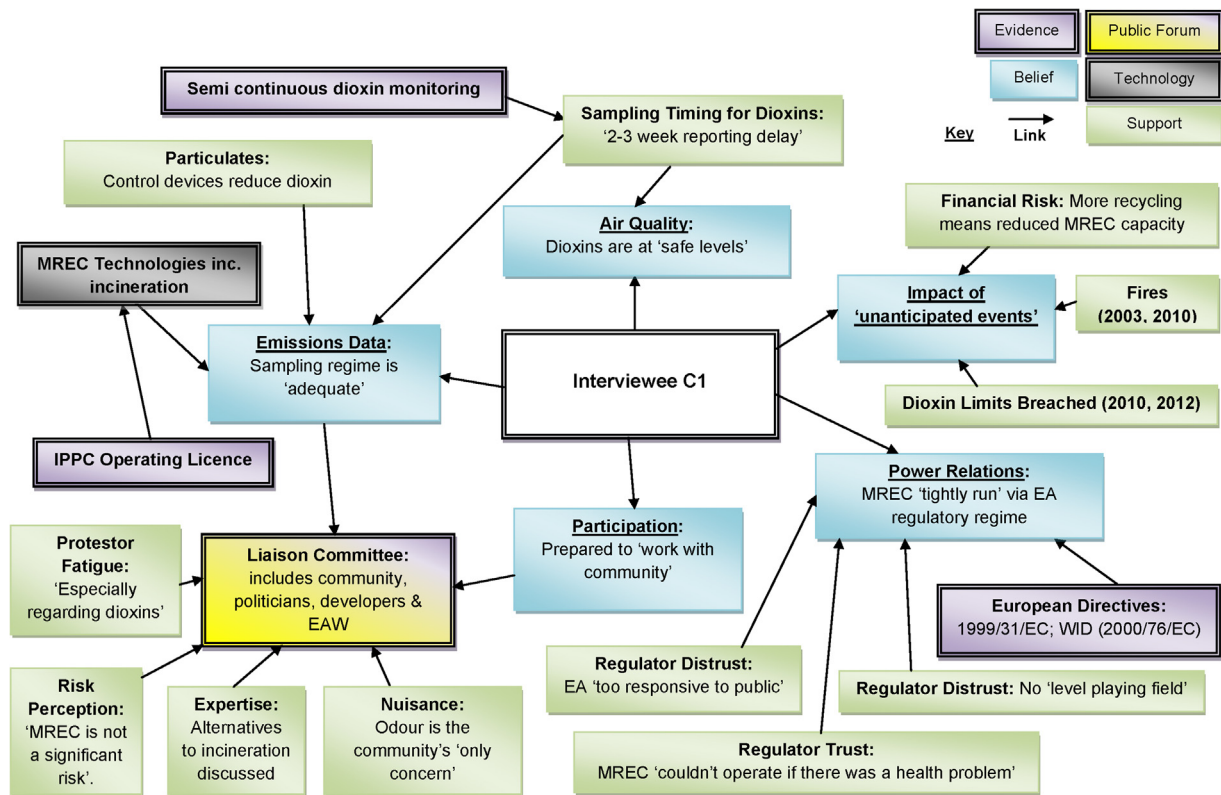 Evidence
Public Forum
Belief
Technology
Key
Link
Support
Semi continuous dioxin monitoring
Sampling Timing for Dioxins:
‘2-3 week reporting delay’
Particulates:
Control devices reduce dioxin
Air Quality:
Dioxins are at ‘safe levels’
Financial Risk: More recycling
means reduced MREC capacity
MREC Technologies inc.
incineration
Impact of
‘unanticipated events’
Fires
(2003, 2010)
Emissions Data:
Sampling regime is
‘adequate’
Interviewee C1
Dioxin Limits Breached (2010, 2012)
IPPC Operating Licence
Power Relations:
MREC ‘tightly run’ via EA
regulatory regime
Participation:
Prepared to ‘work with
community’
Protestor
Fatigue:
‘Especially
regarding dioxins’
Liaison Committee:
includes community,
politicians, developers &
EAW
European Directives:
1999/31/EC; WID (2000/76/EC)
Regulator Distrust:
EA ‘too responsive to public’
Regulator Distrust: No ‘level playing field’
Risk
Perception:
‘MREC is not
a significant
risk’.
Expertise:
Alternatives
to incineration
discussed
Nuisance:
Odour is the
community’s ‘only
concern’
Regulator Trust:
MREC ‘couldn’t operate if there was a health problem’